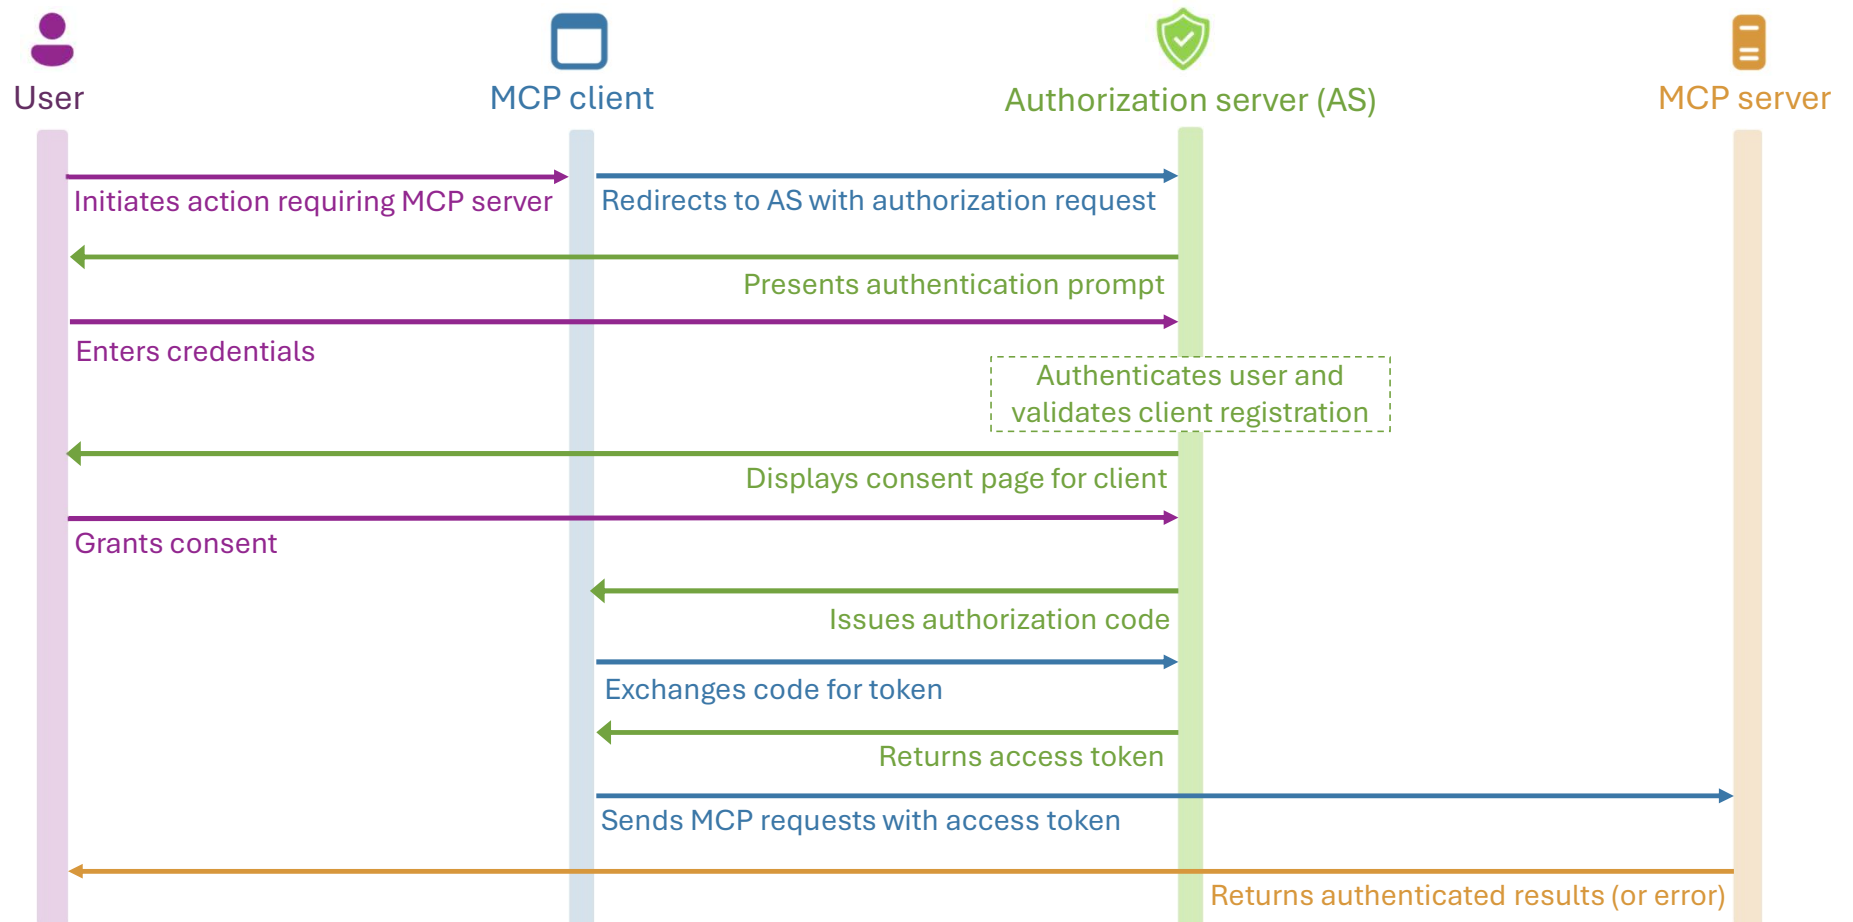 User
MCP client
Authorization server (AS)
MCP server
Initiates action requiring MCP server
Redirects to AS with authorization request
Presents authentication prompt
Enters credentials
Authenticates user and
validates client registration
Displays consent page for client
Grants consent
Issues authorization code
Exchanges code for token
Returns access token
Sends MCP requests with access token
Returns authenticated results (or error)